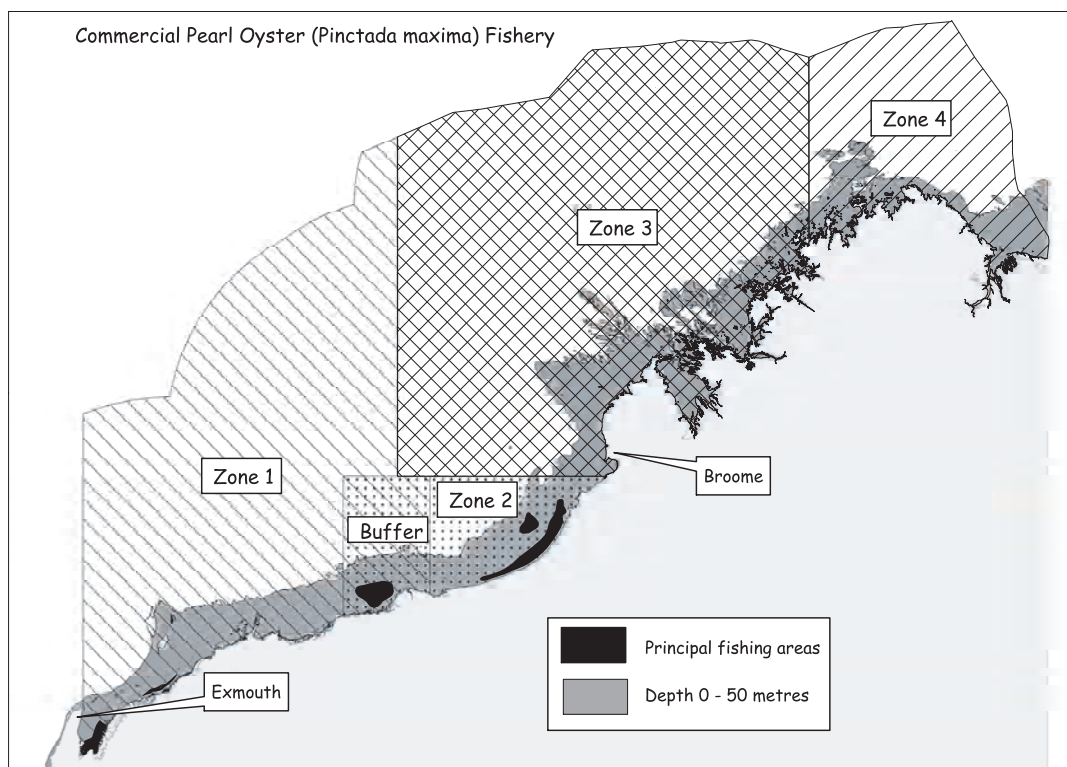 Commercial Pearl Oyster (Pinctada maxima) Fishery
Zone 4
Zone 3
Zone 1
Zone 2
Broome
Buffer
Principal fishing areas
Exmouth
Depth 0 - 50 metres